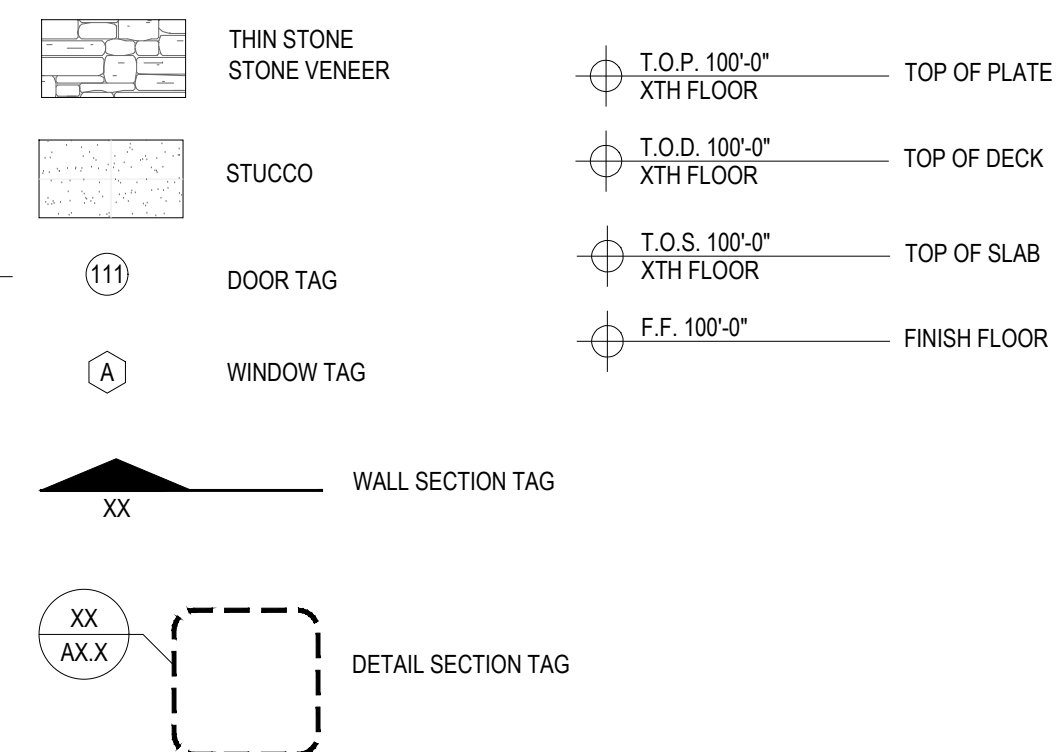 THIN STONE
STONE VENEER
STUCCO
111
DOOR TAG
A
WINDOW TAG
XX
WALL SECTION TAG
XX
AX.X
DETAIL SECTION TAG
T.O.P. 100'-0"
XTH FLOOR
TOP OF PLATE
T.O.D. 100'-0"
XTH FLOOR
TOP OF DECK
T.O.S. 100'-0"
XTH FLOOR
TOP OF SLAB
F.F. 100'-0"
FINISH FLOOR